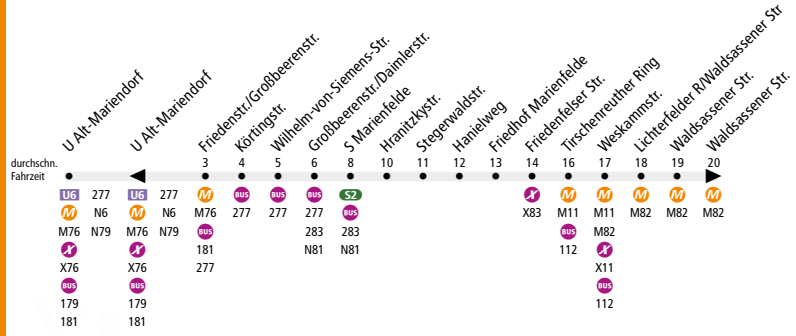 U Alt-Mariendorf
U Alt-Mariendorf
Friedenstr./Großbeerenstr.
Körtingstr.
Wilhelm-von-Siemens-Str.
Großbeerenstr./Daimlerstr.
S Marienfelde
Hranitzkystr.
Stegerwaldstr.
Hanielweg
Friedhof Marienfelde
Friedenfelser Str.
Tirschenreuther Ring
Weskammstr.
Lichterfelder R/Waldsassener Str
Waldsassener Str.
Waldsassener Str.
durchschn. 3 4 5 6 8 10 11 12 13 14 16 17 18 19 20
Fahrzeit
U6 277 U6 277 M BUS BUS BUS S2 X M M M M M
M N6 M N6 M76 277 277 277 BUS X83 M11 M11 M82 M82 M82
M76 N79 M76 N79 BUS 283 283 BUS M82
X X 181 N81 N81 112 X
X76 X76 277 X11
BUS BUS BUS
179 179 112
181 181